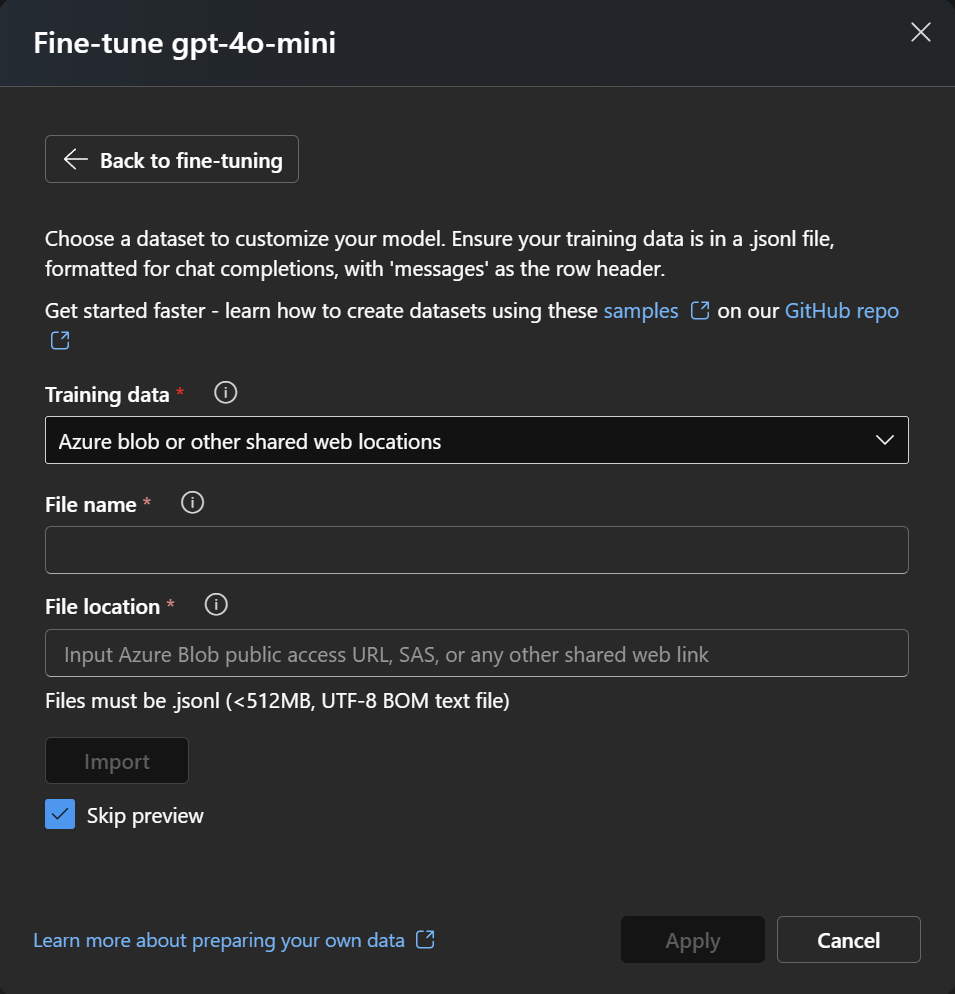 Fine-tune gpt-4o-mini
Back to fine-tuning
Choose a dataset to customize your model. Ensure your training data is in a .jsonl file,
formatted for chat completions, with 'messages' as the row header.
Get started faster - learn how to create datasets using these samples on our GitHub repo
Training data *
Azure blob or other shared web locations
File name *
File location *
Input Azure Blob public access URL, SAS, or any other shared web link
Files must be .jsonl (<512MB, UTF-8 BOM text file)
Import
Skip preview
Learn more about preparing your own data
Apply
Cancel